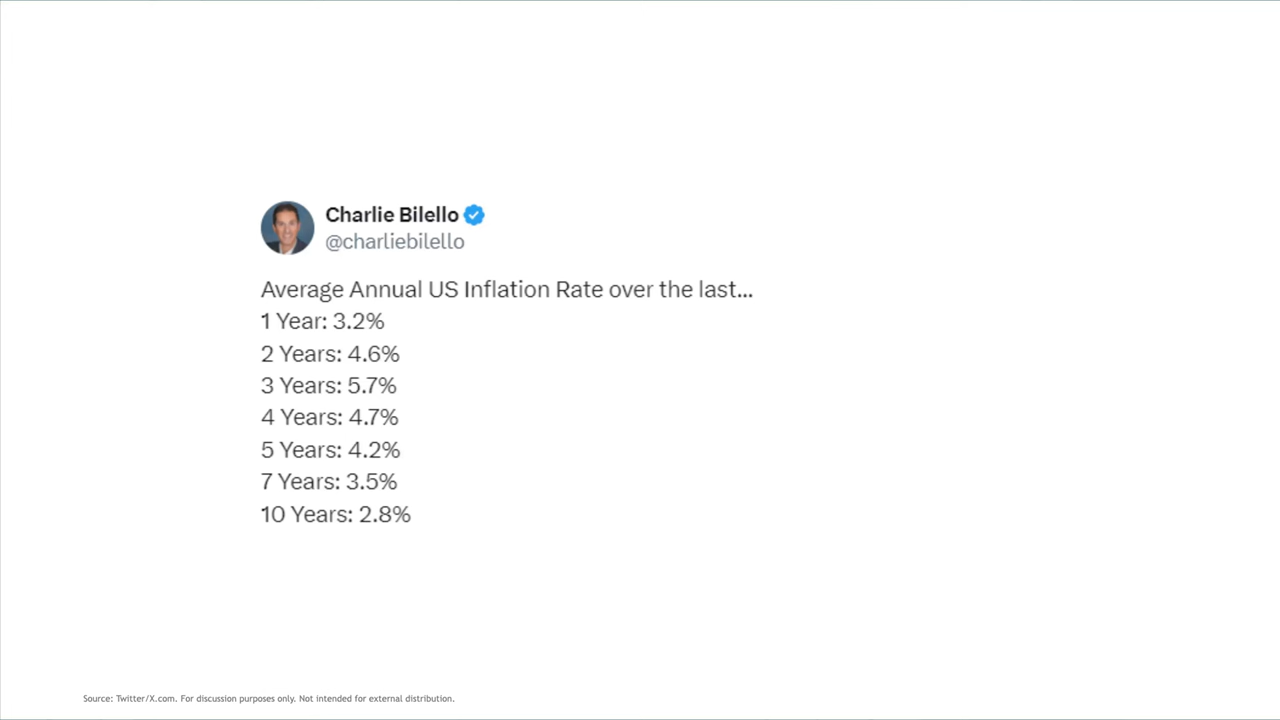 Charlie Bilello
@charliebilello
Average Annual US Inflation Rate over the last...
1 Year: 3.2%
2 Years: 4.6%
3 Years: 5.7%
4 Years: 4.7%
5 Years: 4.2%
7 Years: 3.5%
10 Years: 2.8%
Source: Twitter/X.com. For discussion purposes only. Not intended for external distribution.